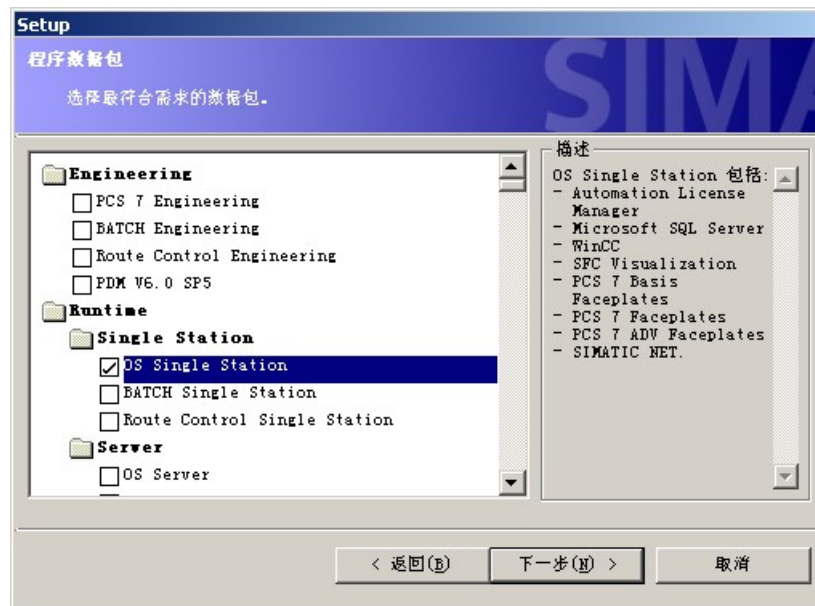 Setup
程序数据包
选择最符合需求的数据包。
SIMA
Engineering
PCS 7 Engineering
BATCH Engineering
Route Control Engineering
PDM V6.0 SP5
Runtime
Single Station
OS Single Station
BATCH Single Station
Route Control Single Station
Server
OS Server
描述
OS Single Station 包括:
- Automation License
Manager
- Microsoft SQL Server
- WinCC
- SFC Visualization
- PCS 7 Basis
Faceplates
- PCS 7 Faceplates
- PCS 7 ADV Faceplates
- SIMATIC NET.
< 返回(B)
下一步(N) >
取消